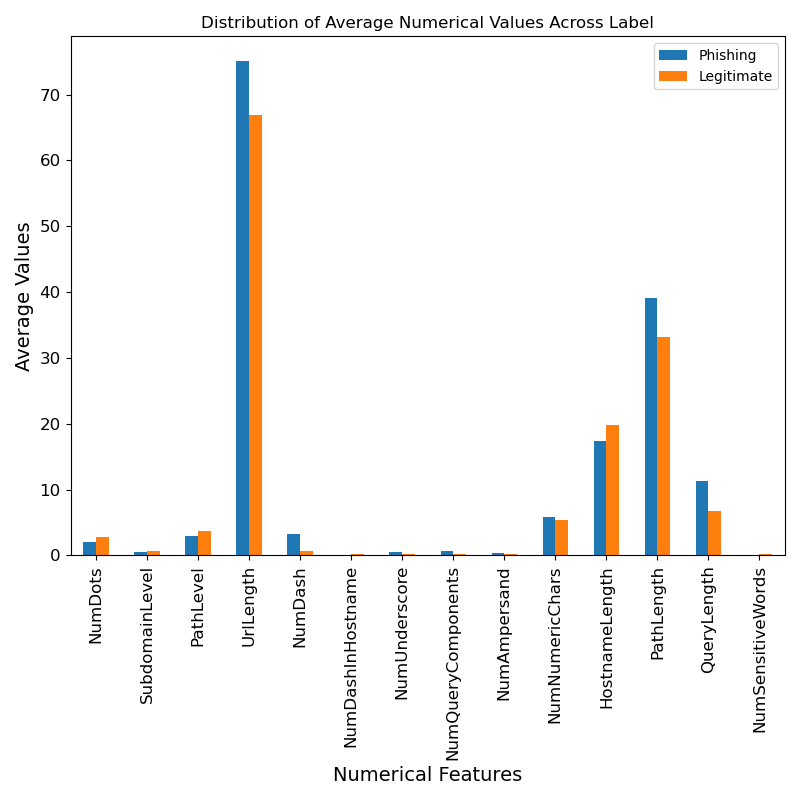 Distribution of Average Numerical Values Across Label
Phishing
Legitimate
Average Values
70
60
50
40
30
20
10
0
NumDots
SubdomainLevel
PathLevel
UrlLength
NumDash
NumDashInHostname
NumUnderscore
NumQueryComponents
NumAmpersand
NumNumericChars
HostnameLength
PathLength
QueryLength
NumSensitiveWords
Numerical Features